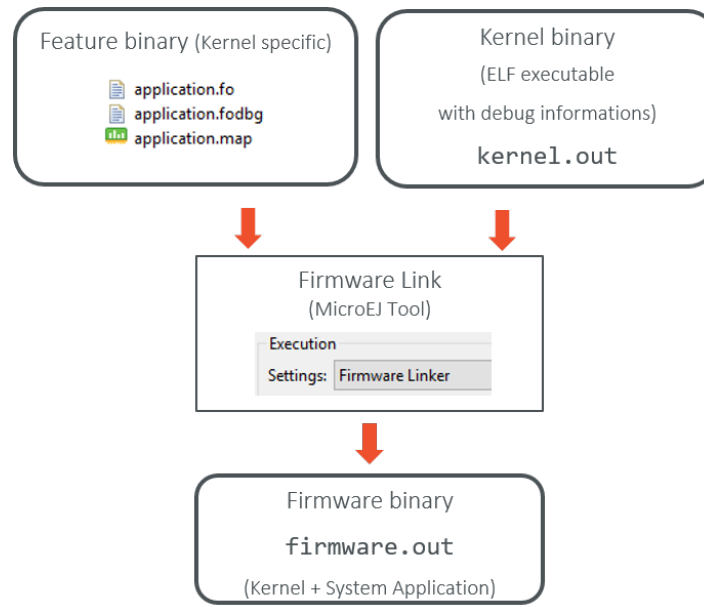 Feature binary (Kernel specific)
application.fo
application.fodbg
application.map
Kernel binary
(ELF executable
with debug informations)
kernel.out
Firmware Link
(MicroEJ Tool)
Execution
Settings: Firmware Linker
Firmware binary
firmware.out
(Kernel + System Application)